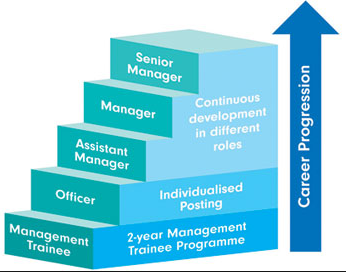 Senior
Manager
Manager
Continuous
development
in different
roles
Assistant
Manager
Officer
Individualised
Posting
Management
Trainee
2-year Management
Trainee Programme
Career Progression